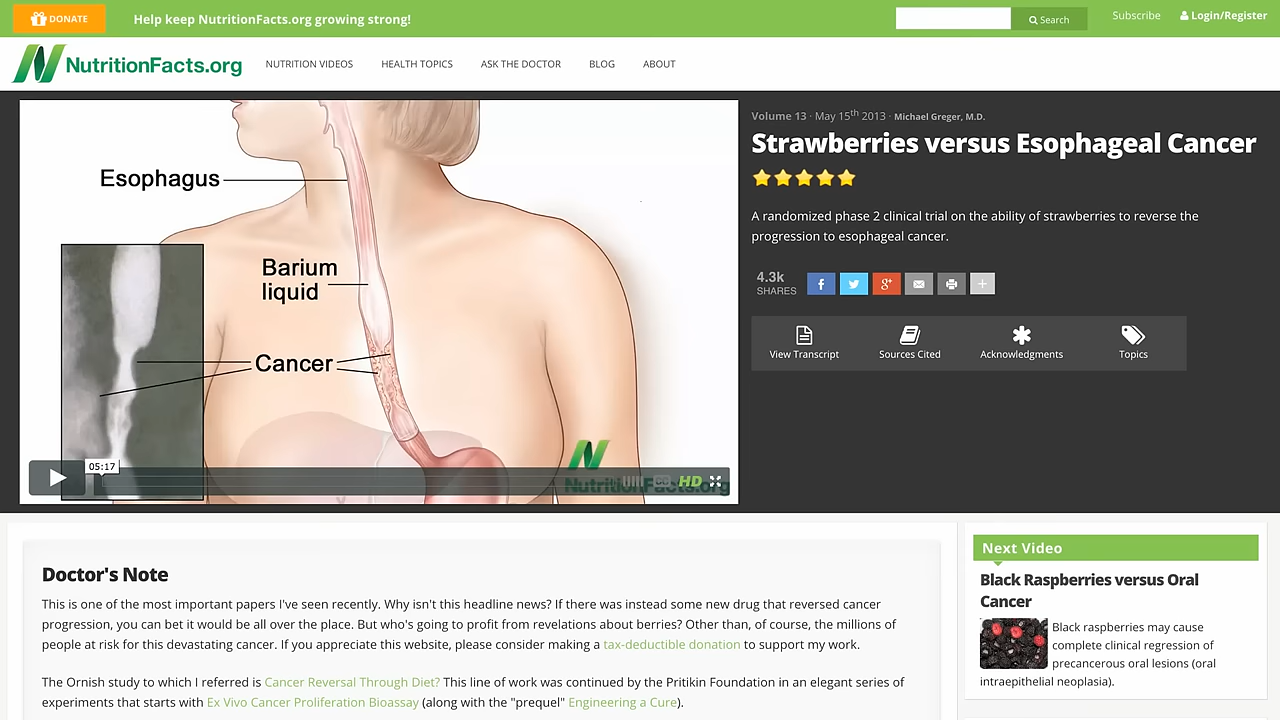 DONATE
Help keep NutritionFacts.org growing strong!
Search
Subscribe
Login/Register
NutritionFacts.org
NUTRITION VIDEOS
HEALTH TOPICS
ASK THE DOCTOR
BLOG
ABOUT
Esophagus
Barium
liquid
Cancer
05:17
HD
NutritionFacts.org
Volume 13 · May 15th 2013 · Michael Greger, M.D.
Strawberries versus Esophageal Cancer
A randomized phase 2 clinical trial on the ability of strawberries to reverse the
progression to esophageal cancer.
4.3k
SHARES
View Transcript
Sources Cited
Acknowledgments
Topics
Doctor's Note
This is one of the most important papers I've seen recently. Why isn't this headline news? If there was instead some new drug that reversed cancer
progression, you can bet it would be all over the place. But who's going to profit from revelations about berries? Other than, of course, the millions of
people at risk for this devastating cancer. If you appreciate this website, please consider making a tax-deductible donation to support my work.
The Ornish study to which I referred is Cancer Reversal Through Diet? This line of work was continued by the Pritikin Foundation in an elegant series of
experiments that starts with Ex Vivo Cancer Proliferation Bioassay (along with the "prequel" Engineering a Cure).
Next Video
Black Raspberries versus Oral
Cancer
Black raspberries may cause
complete clinical regression of
precancerous oral lesions (oral
intraepithelial neoplasia).